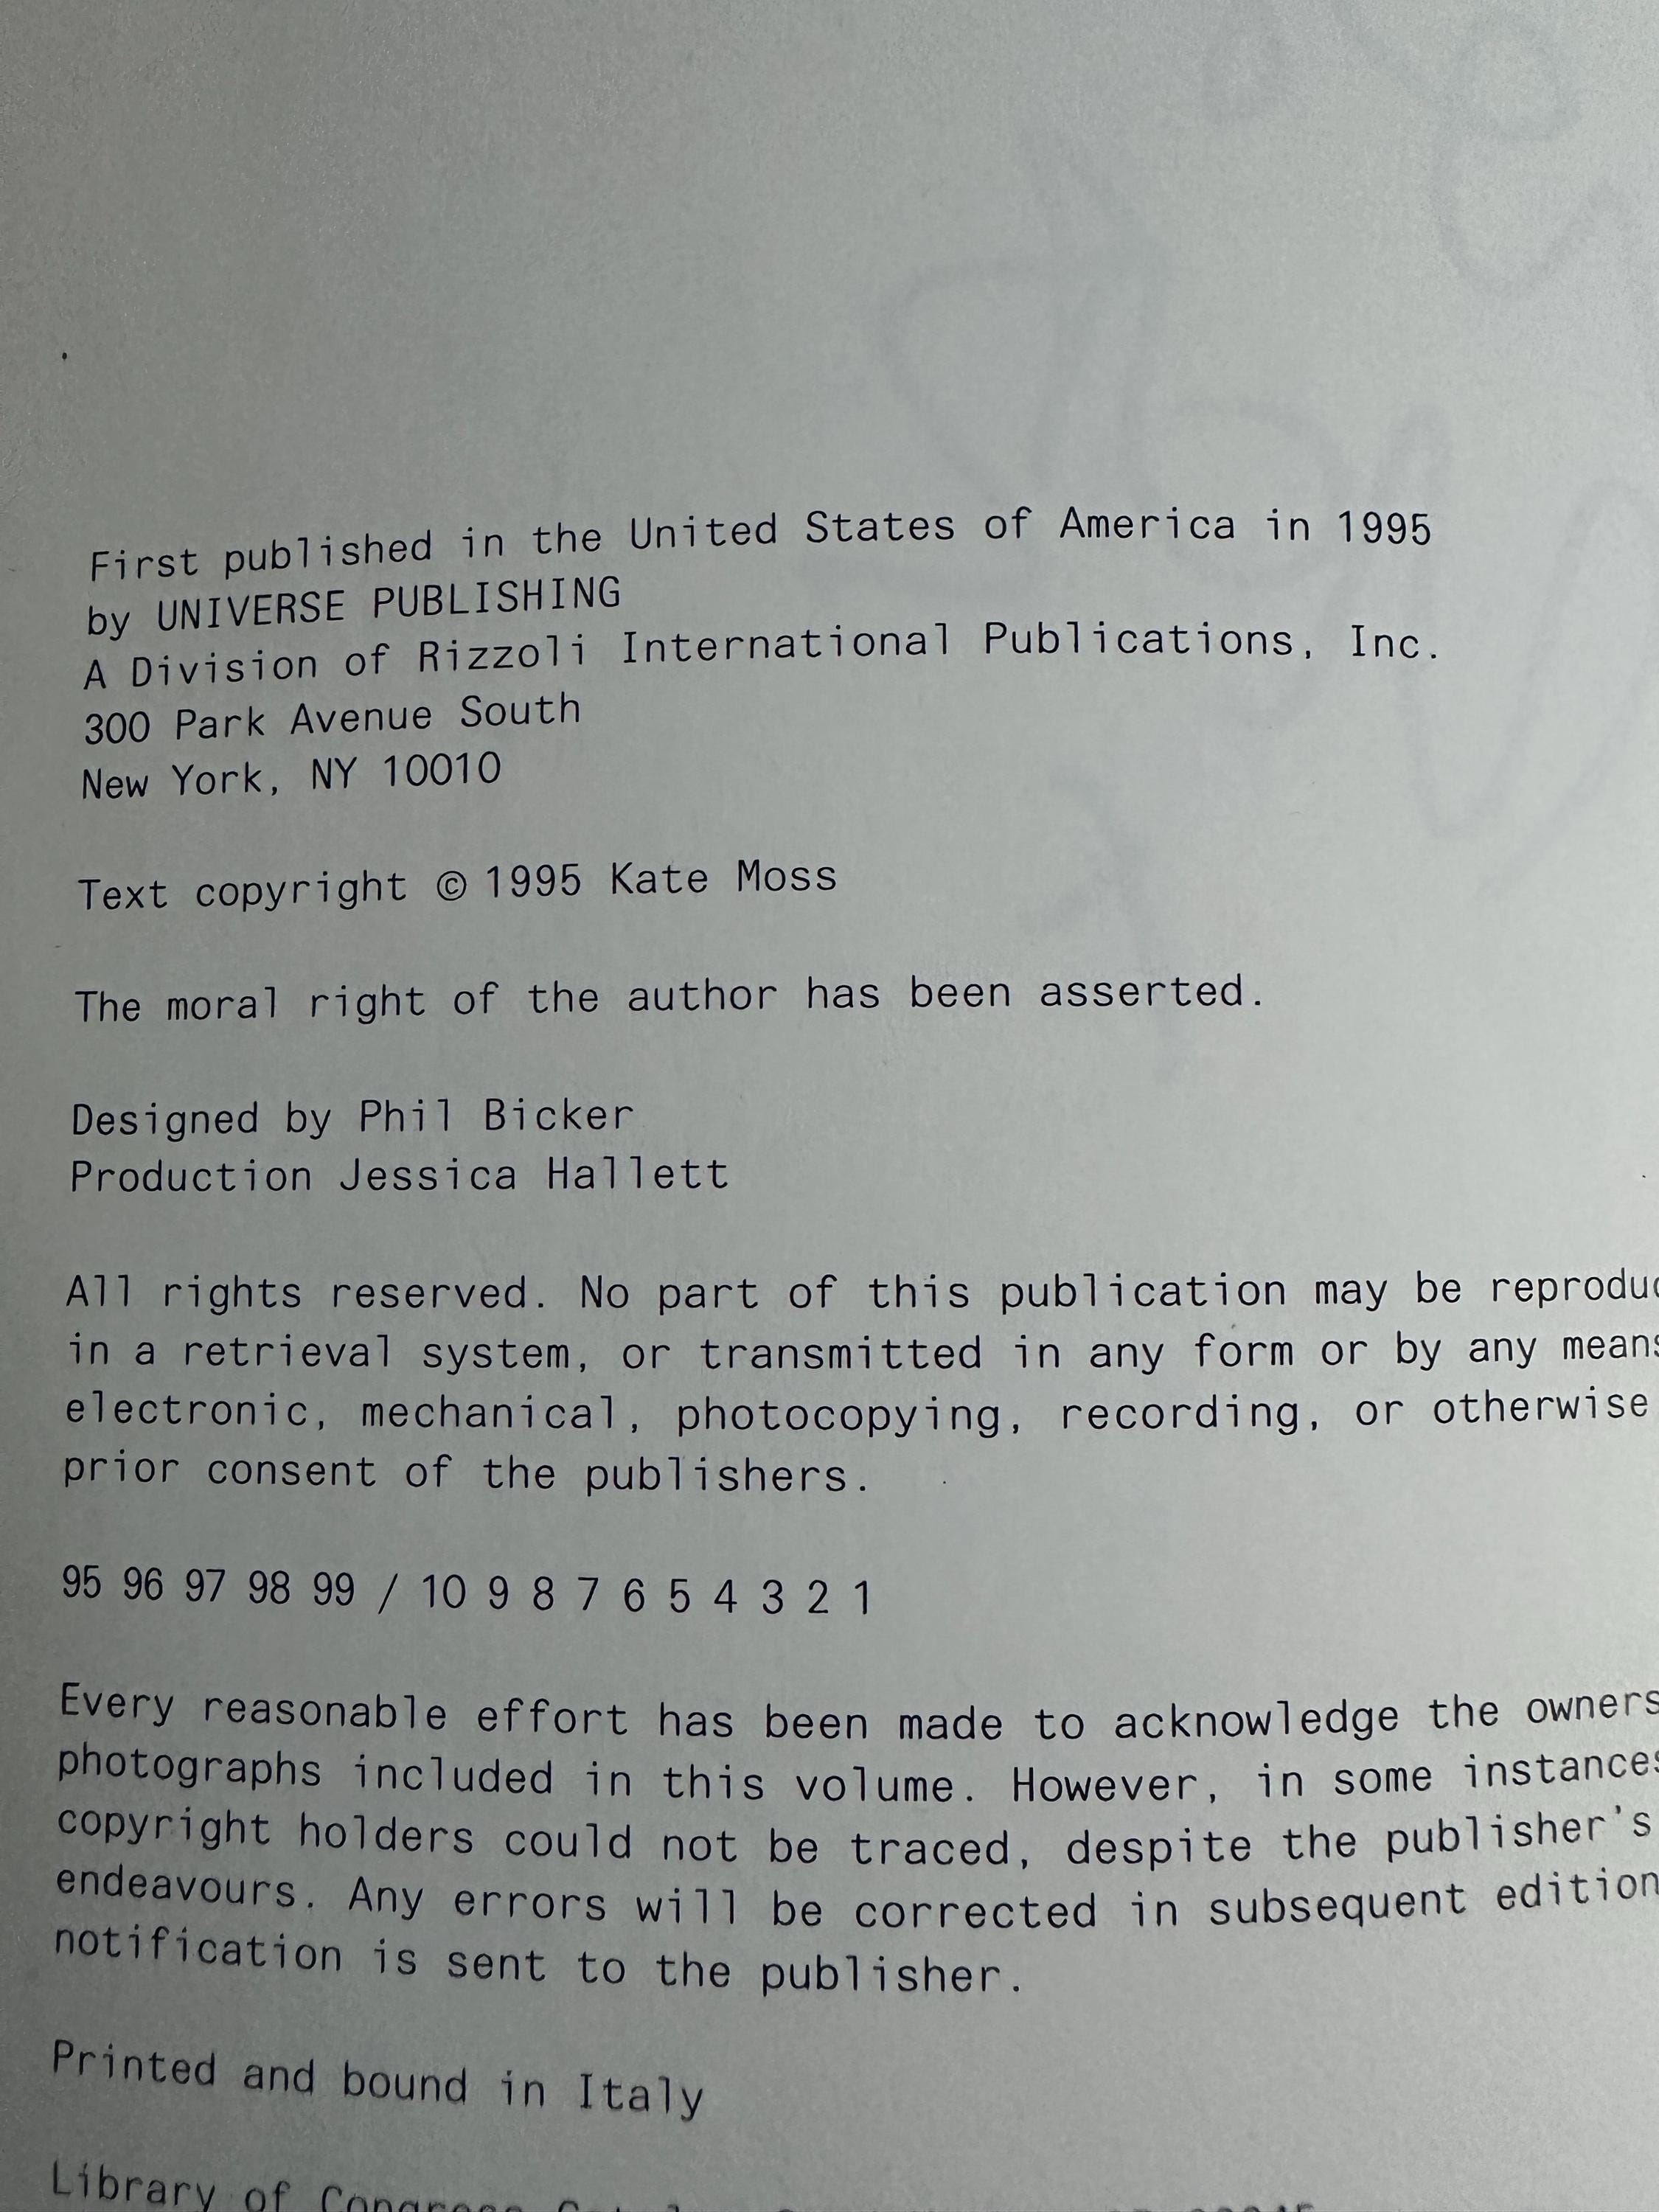 First published in the United States of America in 1995
by UNIVERSE PUBLISHING
A Division of Rizzoli International Publications, Inc.
300 Park Avenue South
New York, NY 10010
Text copyright © 1995 Kate Moss
The moral right of the author has been asserted.
Designed by Phil Bicker
Production Jessica Hallett
All rights reserved. No part of this publication may be reproduc
in a retrieval system, or transmitted in any form or by any means
electronic, mechanical, photocopying, recording, or otherwise
prior consent of the publishers.
95 96 97 98 99 / 10 9 8 7 6 5 4 3 2 1
Every reasonable effort has been made to acknowledge the owners
photographs included in this volume. However, in some instances
copyright holders could not be traced, despite the publisher's
endeavours. Any errors will be corrected in subsequent edition
notification is sent to the publisher.
Printed and bound in Italy
Library of Congress